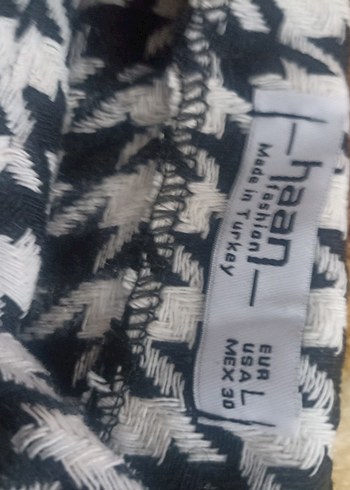 haan
fashion
Made in Turkey
EUR
USA L
MEX 30